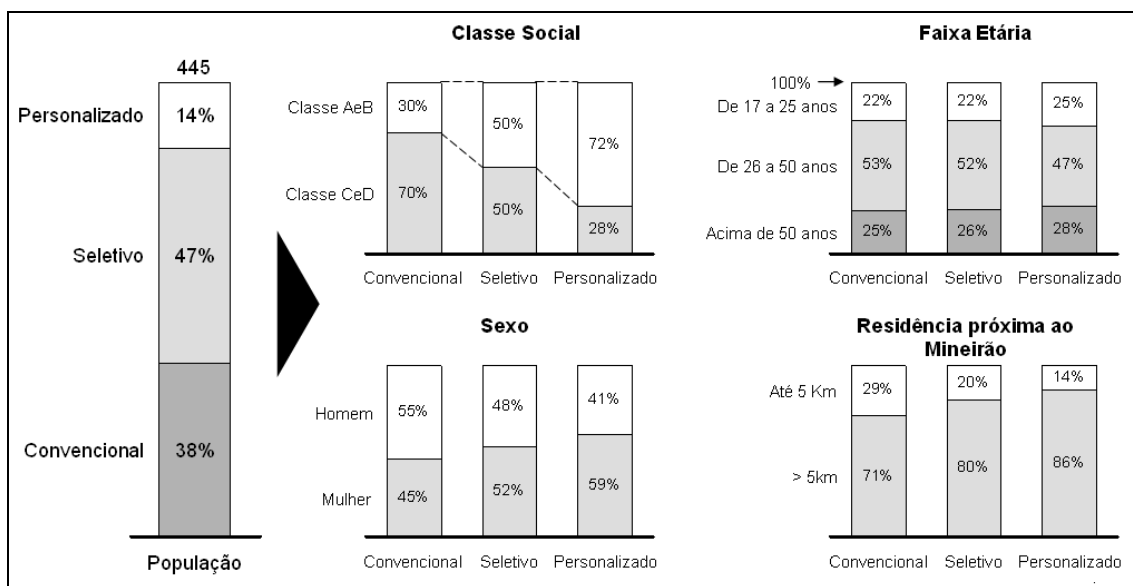 445
Personalizado 14%
Seletivo 47%
Convencional 38%
População
Classe Social
Classe AeB 30% 50% 72%
Classe CeD 70% 50% 28%
Convencional Seletivo Personalizado
Faixa Etária
100%
De 17 a 25 anos 22% 22% 25%
De 26 a 50 anos 53% 52% 47%
Acima de 50 anos 25% 26% 28%
Convencional Seletivo Personalizado
Sexo
Homem 55% 48% 41%
Mulher 45% 52% 59%
Convencional Seletivo Personalizado
Residência próxima ao
Mineirão
Até 5 Km 29% 20% 14%
> 5km 71% 80% 86%
Convencional Seletivo Personalizado